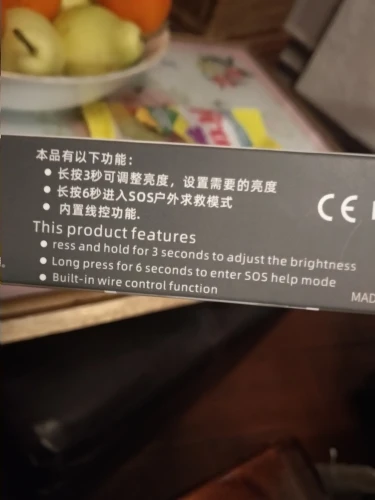 本品有以下功能：
● 长按3秒可调整亮度，设置需要的亮度
● 长按6秒进入SOS户外求救模式
● 内置线控功能.
CE
This product features
● ress and hold for 3 seconds to adjust the brightness
● Long press for 6 seconds to enter SOS help mode
● Built-in wire control function
MAD